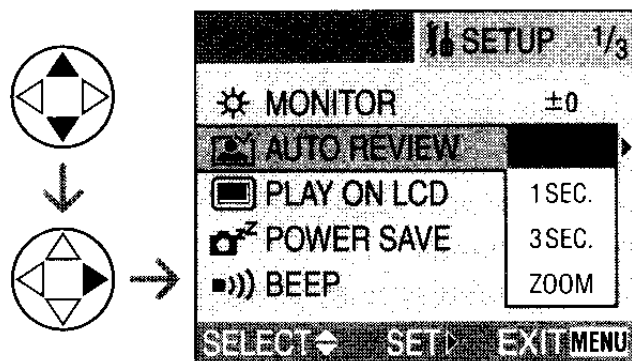 SETUP 1/3
MONITOR ±0
AUTO REVIEW
PLAY ON LCD 1SEC.
POWER SAVE 3SEC.
BEEP ZOOM
SELECT SET EXIT MENU